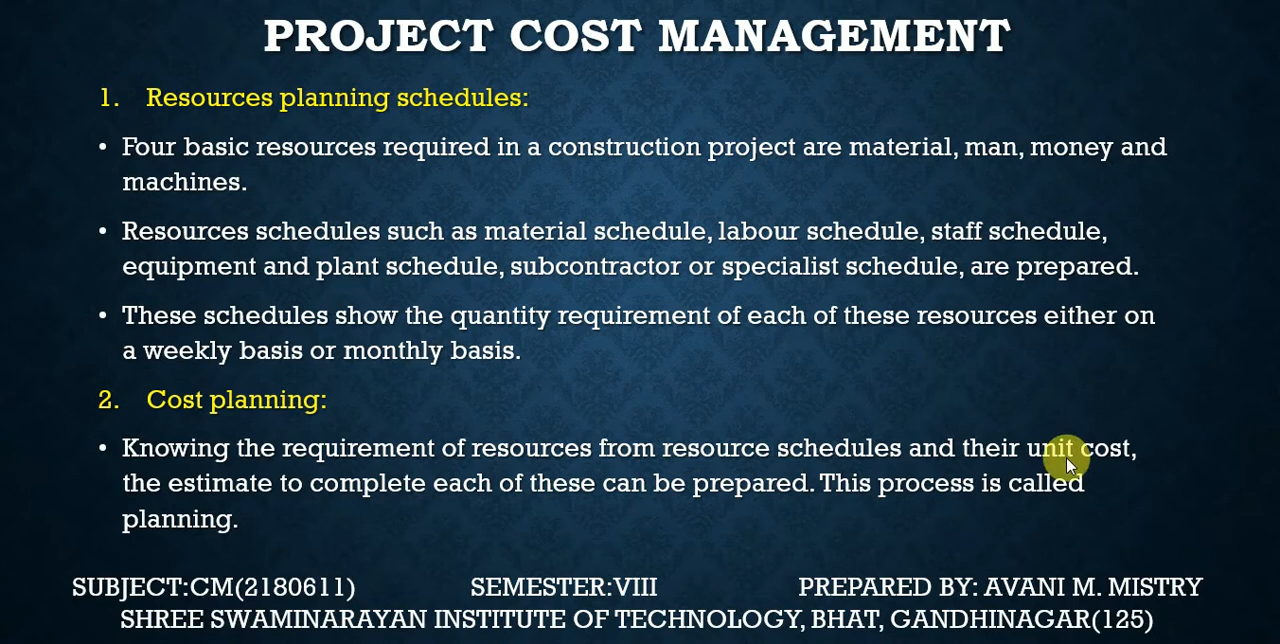 PROJECT COST MANAGEMENT
1. Resources planning schedules:
• Four basic resources required in a construction project are material, man, money and
machines.
• Resources schedules such as material schedule, labour schedule, staff schedule,
equipment and plant schedule, subcontractor or specialist schedule, are prepared.
• These schedules show the quantity requirement of each of these resources either on
a weekly basis or monthly basis.
2. Cost planning:
• Knowing the requirement of resources from resource schedules and their unit cost,
the estimate to complete each of these can be prepared. This process is called
planning.
SUBJECT:CM(2180611) SEMESTER:VIII PREPARED BY: AVANI M. MISTRY
SHREE SWAMINARAYAN INSTITUTE OF TECHNOLOGY, BHAT, GANDHINAGAR(125)